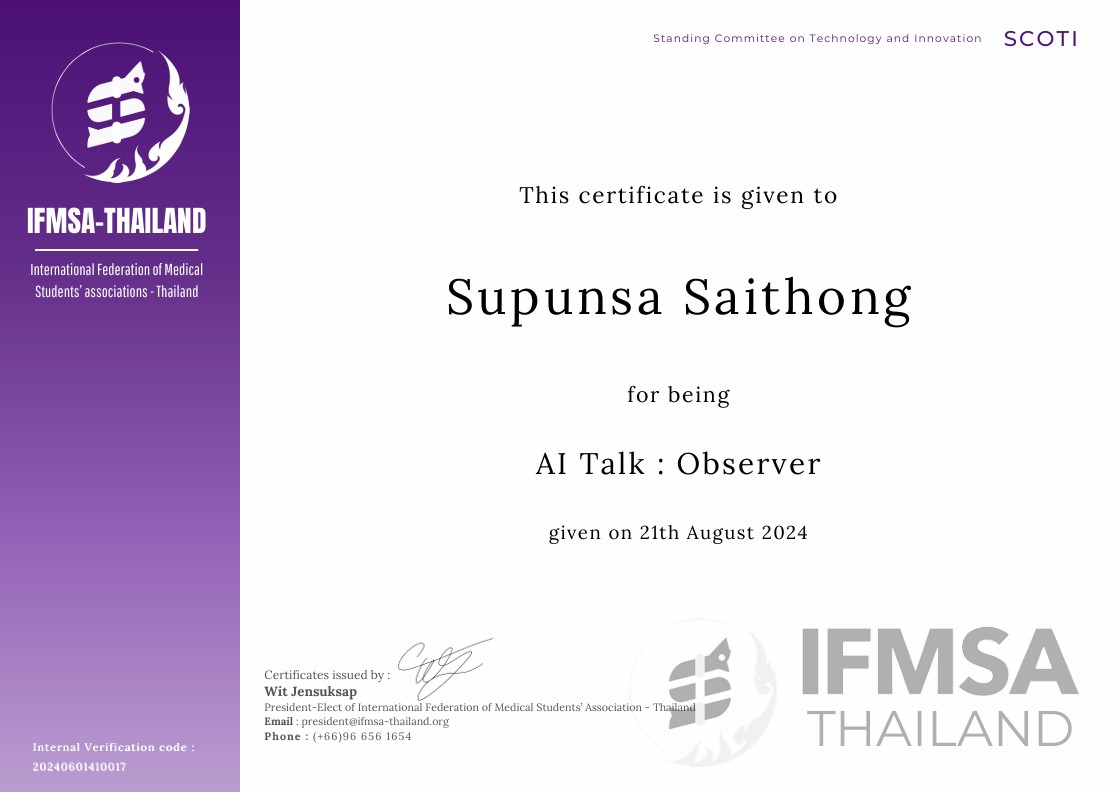 Standing Committee on Technology and Innovation SCOTI
IFMSA-THAILAND
International Federation of Medical
Students' associations - Thailand
This certificate is given to
Supunsa Saithong
for being
AI Talk : Observer
given on 21th August 2024
Certificates issued by :
Wit Jensuksap
President-Elect of International Federation of Medical Students' Association - Thailand
Email : president@ifmsa-thailand.org
Phone : (+66)96 656 1654
IFMSA
THAILAND
Internal Verification code :
20240601410017